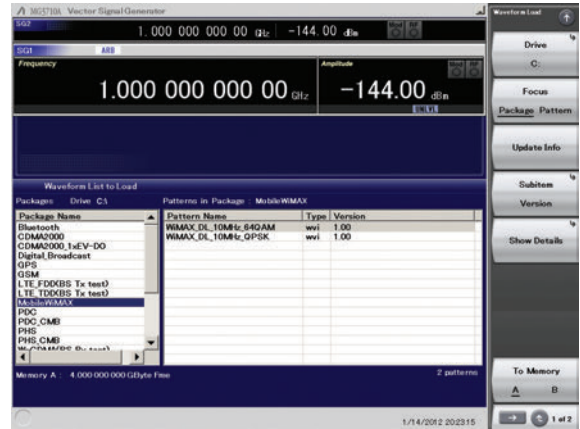 MG3710A Vector Signal Generator
SG2
1. 000 000 000 00 GHz -144. 00 dBm
Mod RF
SG1 ARB
Frequency
Amplitude
Mod RF
1.000 000 000 00 GHz
-144.00 dBm
UNLVL
Waveform List to Load
Packages Drive C:\
Patterns in Package : MobileWiMAX
Package Name
Bluetooth
CDMA2000
CDMA2000_1xEV-DO
Digital_Broadcast
GPS
GSM
LTE_FDD(BS Tx test)
LTE_TDD(BS Tx test)
MobileWiMAX
PDC
PDC_CMB
PHS
PHS_CMB
Pattern Name Type Version
WiMAX_DL_10MHz_64QAM wvi 1.00
WiMAX_DL_10MHz_QPSK wvi 1.00
Memory A : 4.000 000 000 GByte Free
2 patterns
1/14/2012 20:23:15
Waveform Load
Drive
C:
Focus
Package Pattern
Update Info
Subitem
Version
Show Details
To Memory
A B
1 of 2